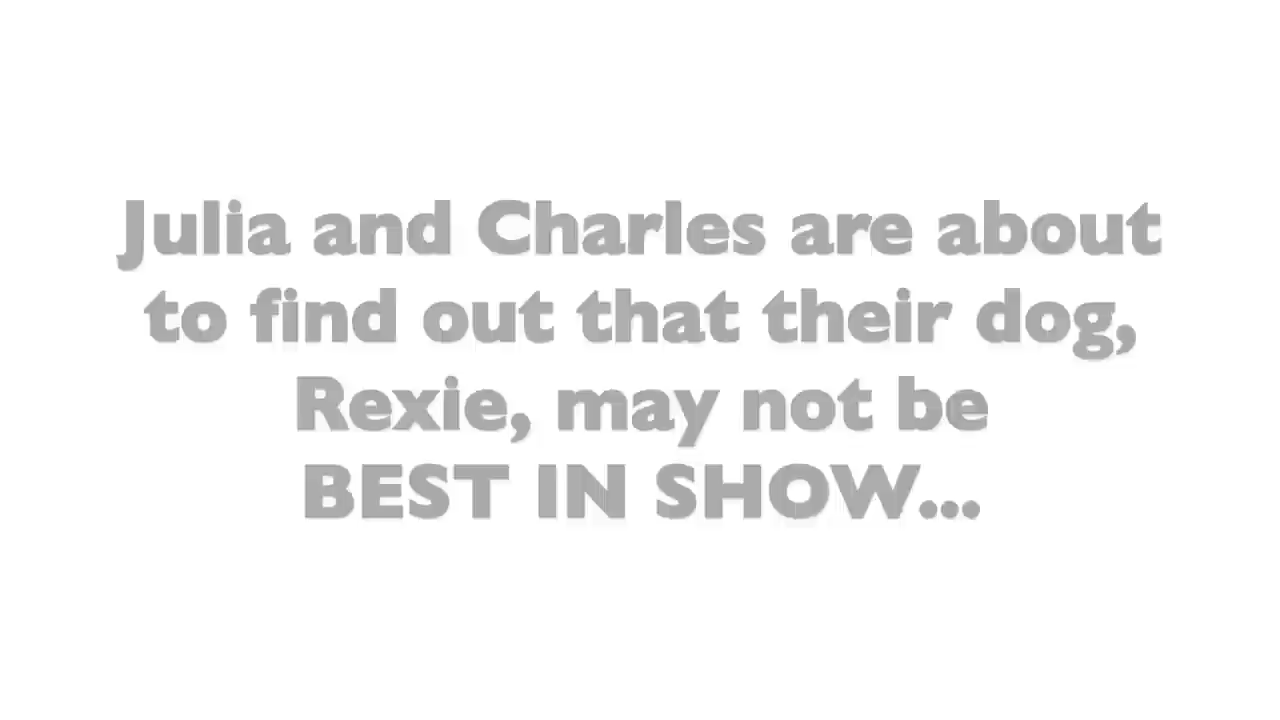 Julia and Charles are about
to find out that their dog,
Rexie, may not be
BEST IN SHOW...